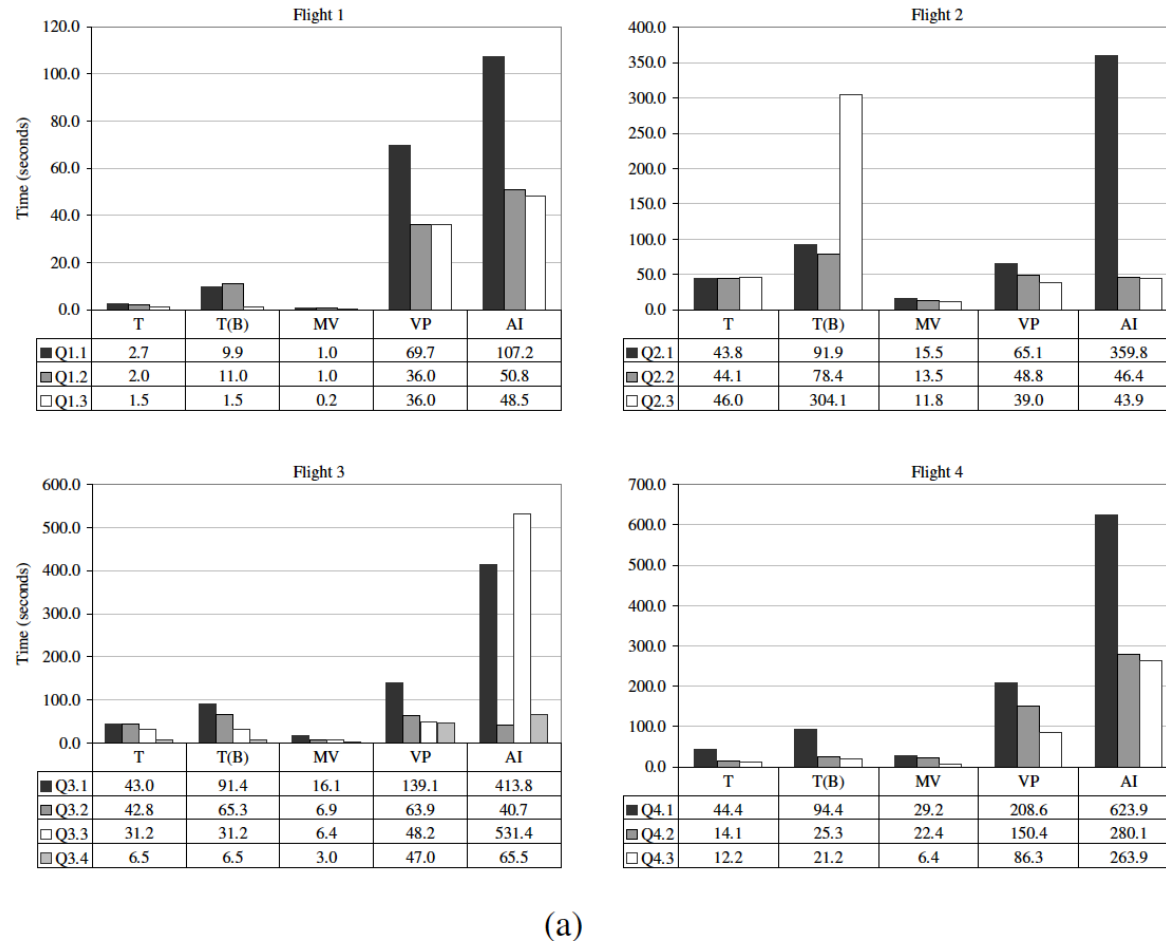 Flight 1
120.0
100.0
80.0
60.0
40.0
20.0
0.0
Time (seconds)
T T(B) MV VP AI
Q1.1 2.7 9.9 1.0 69.7 107.2
Q1.2 2.0 11.0 1.0 36.0 50.8
Q1.3 1.5 1.5 0.2 36.0 48.5
Flight 2
400.0
350.0
300.0
250.0
200.0
150.0
100.0
50.0
0.0
T T(B) MV VP AI
Q2.1 43.8 91.9 15.5 65.1 359.8
Q2.2 44.1 78.4 13.5 48.8 46.4
Q2.3 46.0 304.1 11.8 39.0 43.9
Flight 3
600.0
500.0
400.0
300.0
200.0
100.0
0.0
Time (seconds)
T T(B) MV VP AI
Q3.1 43.0 91.4 16.1 139.1 413.8
Q3.2 42.8 65.3 6.9 63.9 40.7
Q3.3 31.2 31.2 6.4 48.2 531.4
Q3.4 6.5 6.5 3.0 47.0 65.5
Flight 4
700.0
600.0
500.0
400.0
300.0
200.0
100.0
0.0
T T(B) MV VP AI
Q4.1 44.4 94.4 29.2 208.6 623.9
Q4.2 14.1 25.3 22.4 150.4 280.1
Q4.3 12.2 21.2 6.4 86.3 263.9
(a)